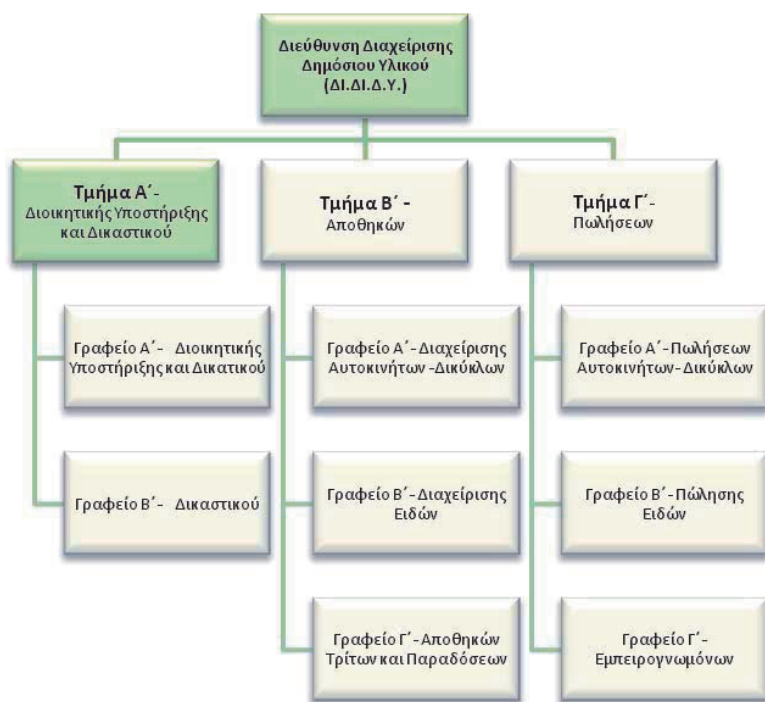 Διεύθυνση Διαχείρισης
Δημόσιου Υλικού
(ΔΙ.ΔΙ.Δ.Υ.)
Τμήμα Α΄-
Διοικητικής Υποστήριξης
και Δικαστικού
Τμήμα Β΄ -
Αποθηκών
Τμήμα Γ΄-
Πωλήσεων
Γραφείο Α΄- Διοικητικής
Υποστήριξης και Δικατικού
Γραφείο Α΄-Διαχείρισης
Αυτοκινήτων -Δικύκλων
Γραφείο Α΄-Πωλήσεων
Αυτοκινήτων- Δικύκλων
Γραφείο Β΄- Δικαστικού
Γραφείο Β΄-Διαχείρισης
Ειδών
Γραφείο Β΄-Πώλησης
Ειδών
Γραφείο Γ΄-Αποθηκών
Τρίτων και Παραδόσεων
Γραφείο Γ΄-
Εμπειρογνωμόνων